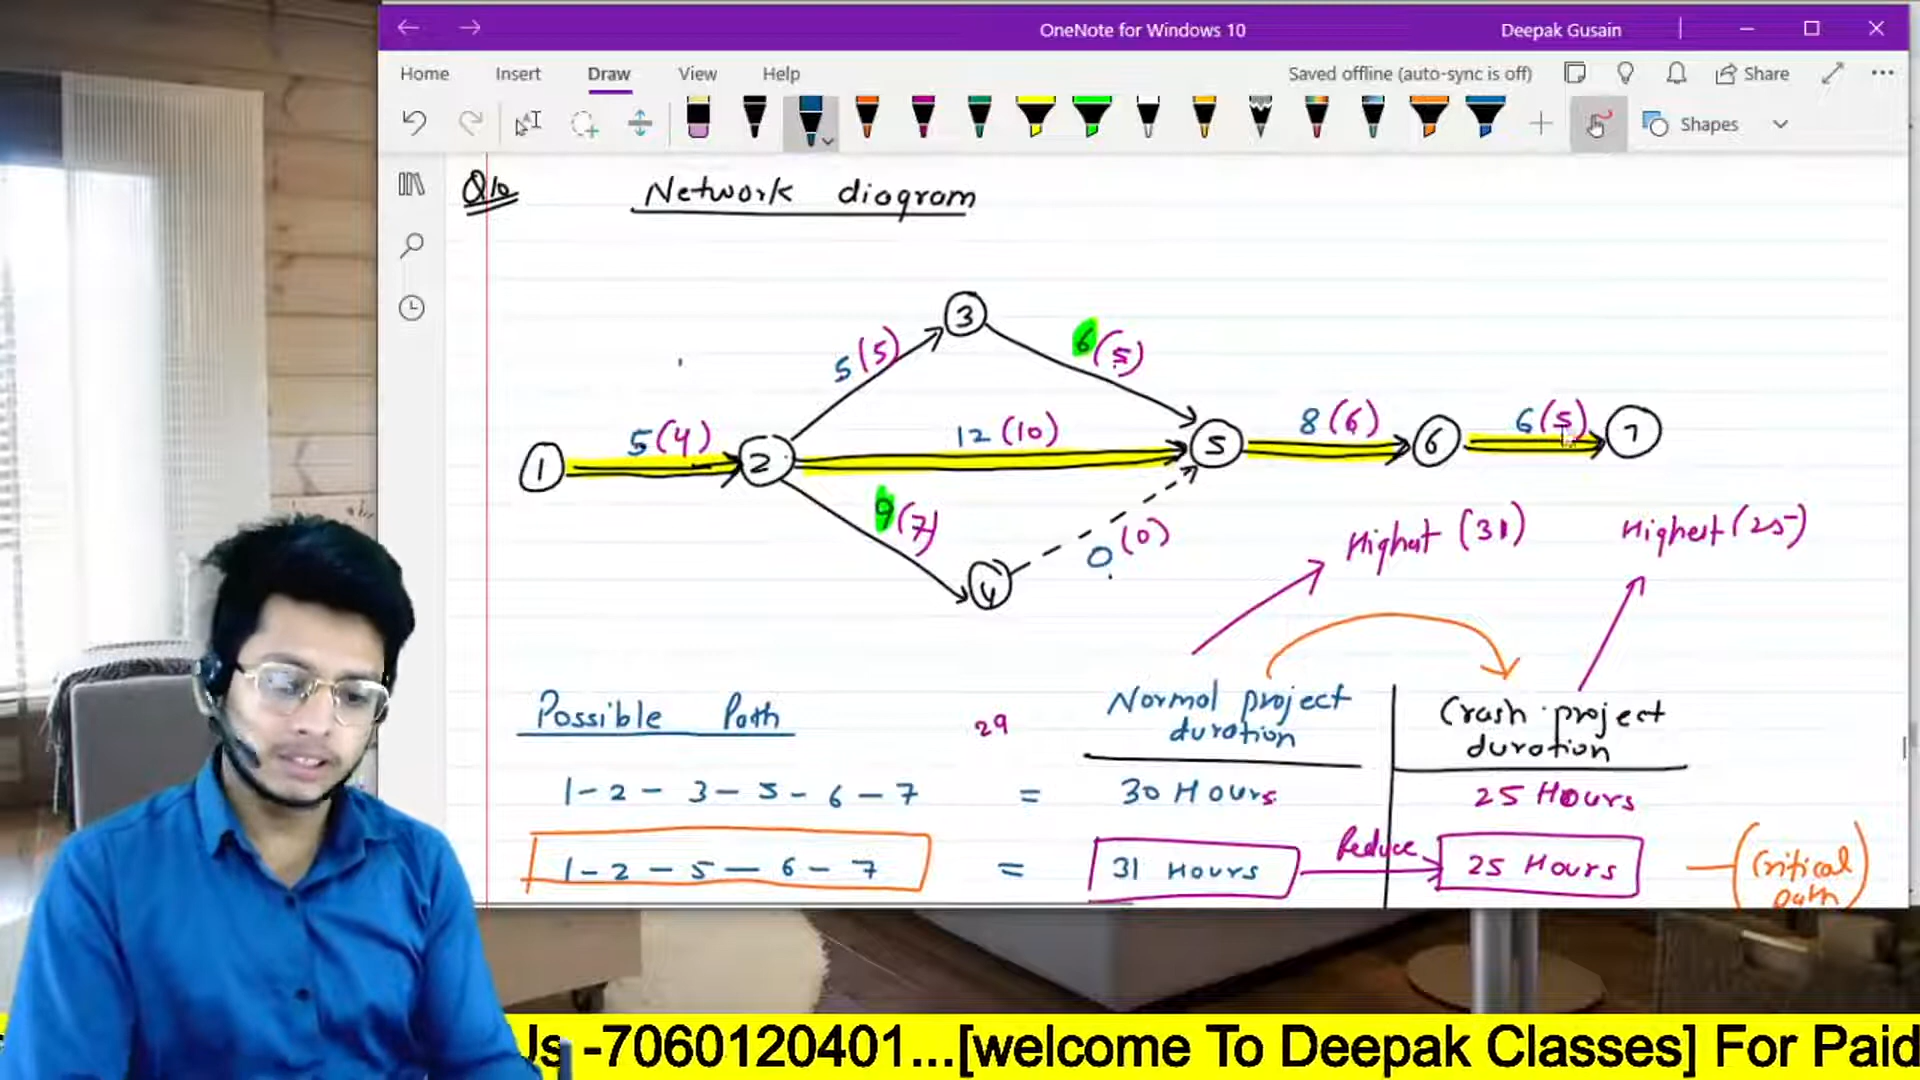 OneNote for Windows 10
Deepak Gusain
Home Insert Draw View Help
Saved offline (auto-sync is off)
Share
Shapes
Q10 Network diagram
3
5 (5)
6 (5)
1
5 (4)
2
12 (10)
5
8 (6)
6
6 (5)
7
9 (7)
4
0 (0)
Highest (31)
Highest (25)
Possible Path
29
Normal project duration
Crash project duration
1 - 2 - 3 - 5 - 6 - 7 = 30 Hours 25 Hours
1 - 2 - 5 - 6 - 7 = 31 Hours Reduce 25 Hours
(Critical path)
Us -7060120401...[welcome To Deepak Classes] For Paid